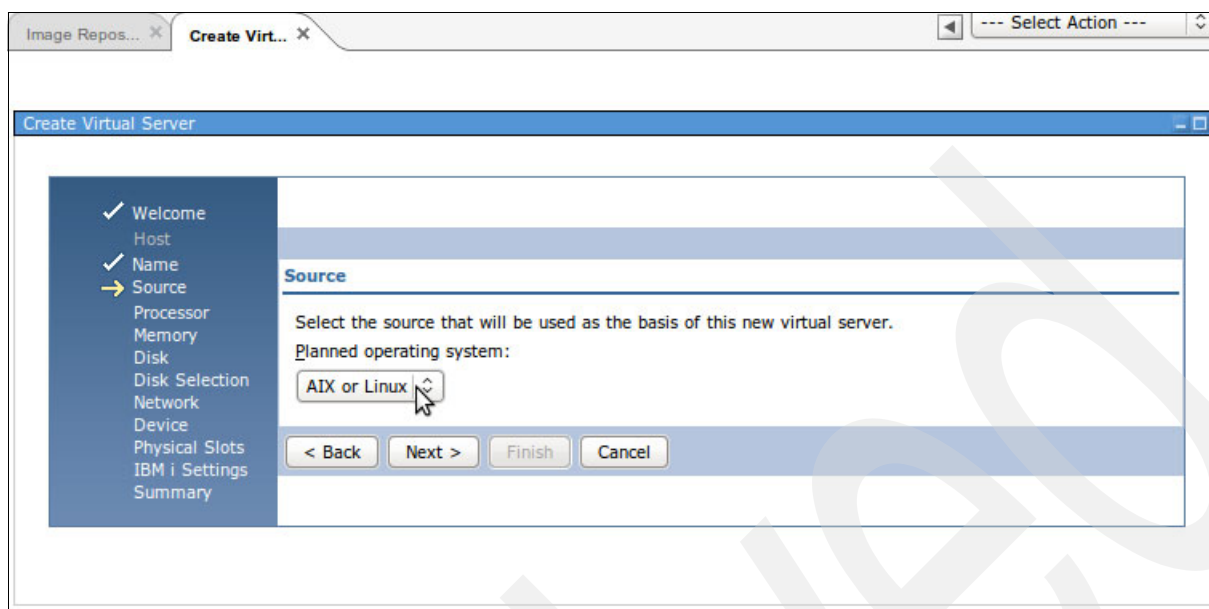 Image Repos...
Create Virt...
--- Select Action ---
Create Virtual Server
Welcome
Host
Name
Source
Processor
Memory
Disk
Disk Selection
Network
Device
Physical Slots
IBM i Settings
Summary
Source
Select the source that will be used as the basis of this new virtual server.
Planned operating system:
AIX or Linux
< Back Next > Finish Cancel